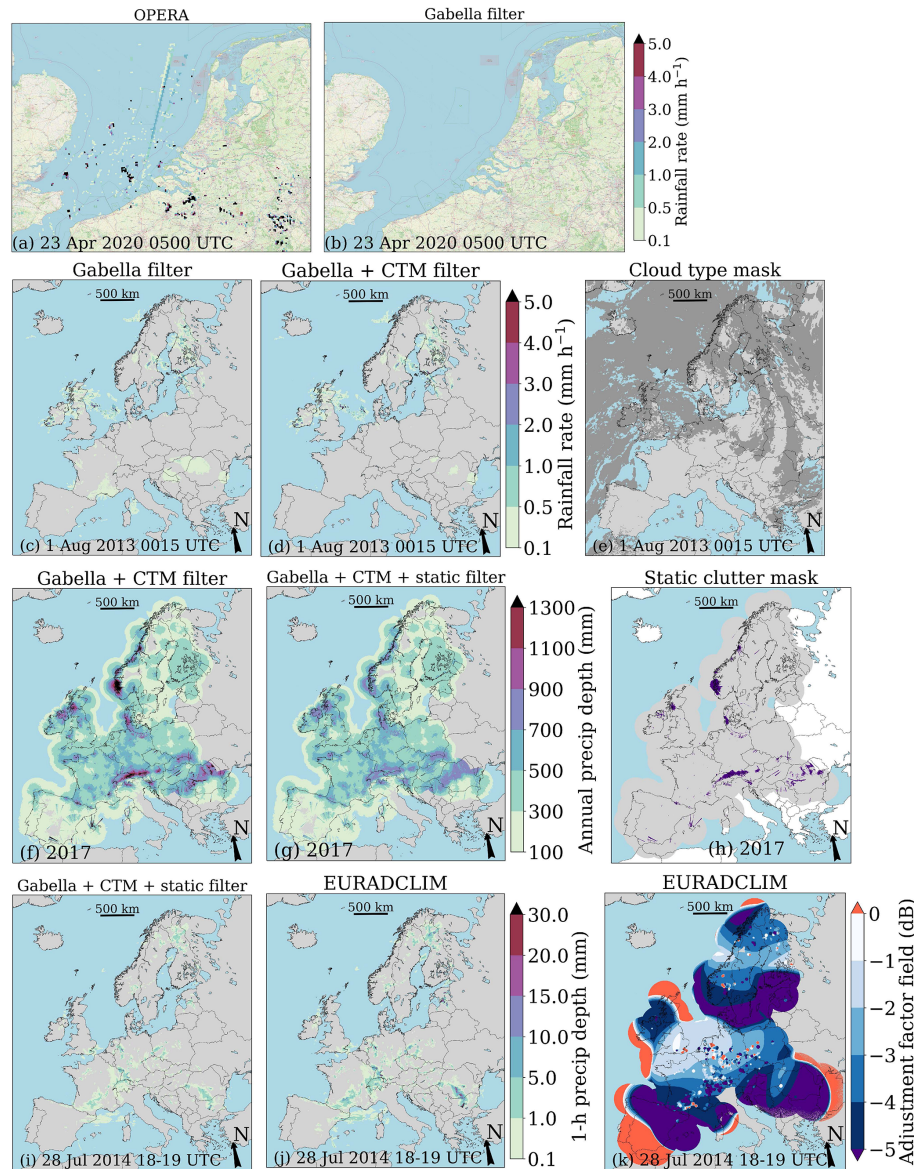 OPERA
Gabella filter
5.0
4.0
3.0
2.0
1.0
0.5
0.1
Rainfall rate (mm h⁻¹)
(a) 23 Apr 2020 0500 UTC
(b) 23 Apr 2020 0500 UTC
Gabella filter
Gabella + CTM filter
Cloud type mask
500 km
500 km
500 km
5.0
4.0
3.0
2.0
1.0
0.5
0.1
Rainfall rate (mm h⁻¹)
N
N
N
(c) 1 Aug 2013 0015 UTC
(d) 1 Aug 2013 0015 UTC
(e) 1 Aug 2013 0015 UTC
Gabella + CTM filter
Gabella + CTM + static filter
Static clutter mask
500 km
500 km
500 km
1300
1100
900
700
500
300
100
Annual precip depth (mm)
N
N
N
(f) 2017
(g) 2017
(h) 2017
Gabella + CTM + static filter
EURADCLIM
EURADCLIM
500 km
500 km
500 km
30.0
20.0
15.0
10.0
5.0
1.0
0.1
1-h precip depth (mm)
0
−1
−2
−3
−4
−5
Adjustment factor field (dB)
N
N
N
(i) 28 Jul 2014 18-19 UTC
(j) 28 Jul 2014 18-19 UTC
(k) 28 Jul 2014 18-19 UTC